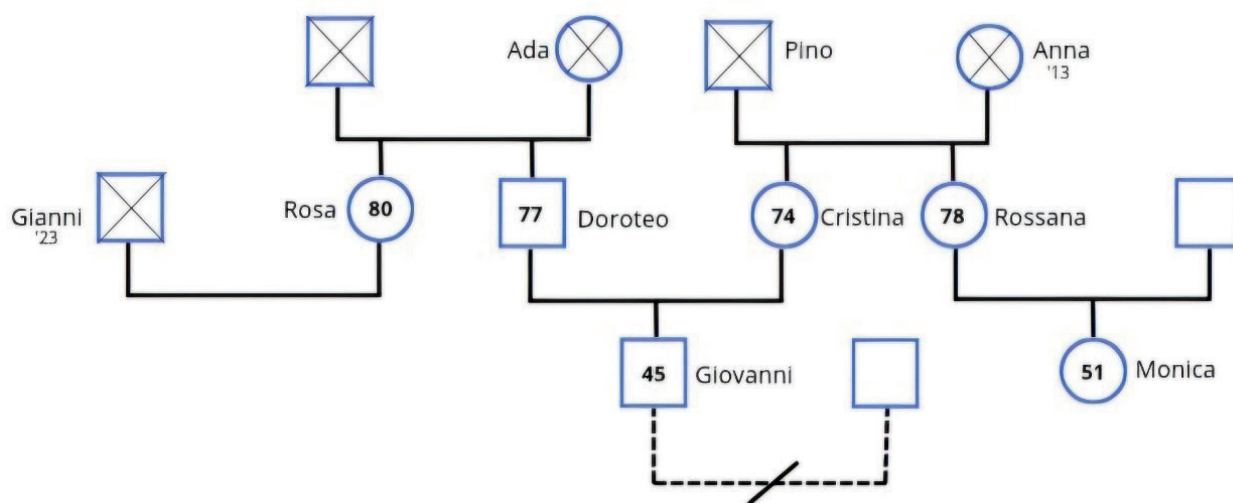 Ada
Pino
Anna
'13
Gianni
'23
Rosa
80
77
Doroteo
74
Cristina
78
Rossana
45
Giovanni
51
Monica